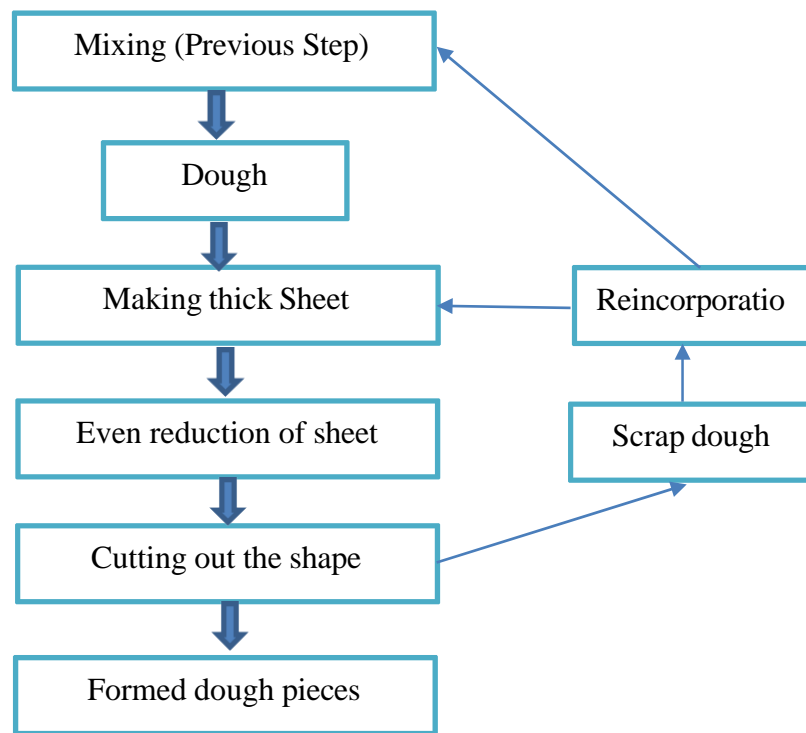 Mixing (Previous Step)
Dough
Making thick Sheet
Reincorporatio
Even reduction of sheet
Scrap dough
Cutting out the shape
Formed dough pieces